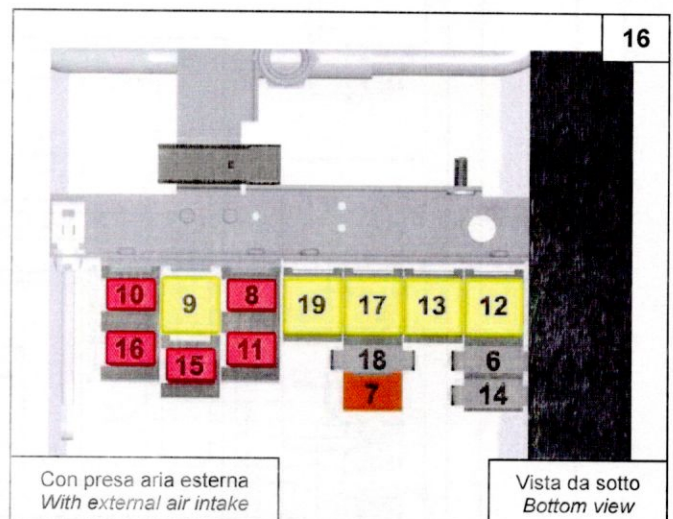 16
E
10 9 8 19 17 13 12
16 15 11 18 6
7 14
Con presa aria esterna
With external air intake
Vista da sotto
Bottom view